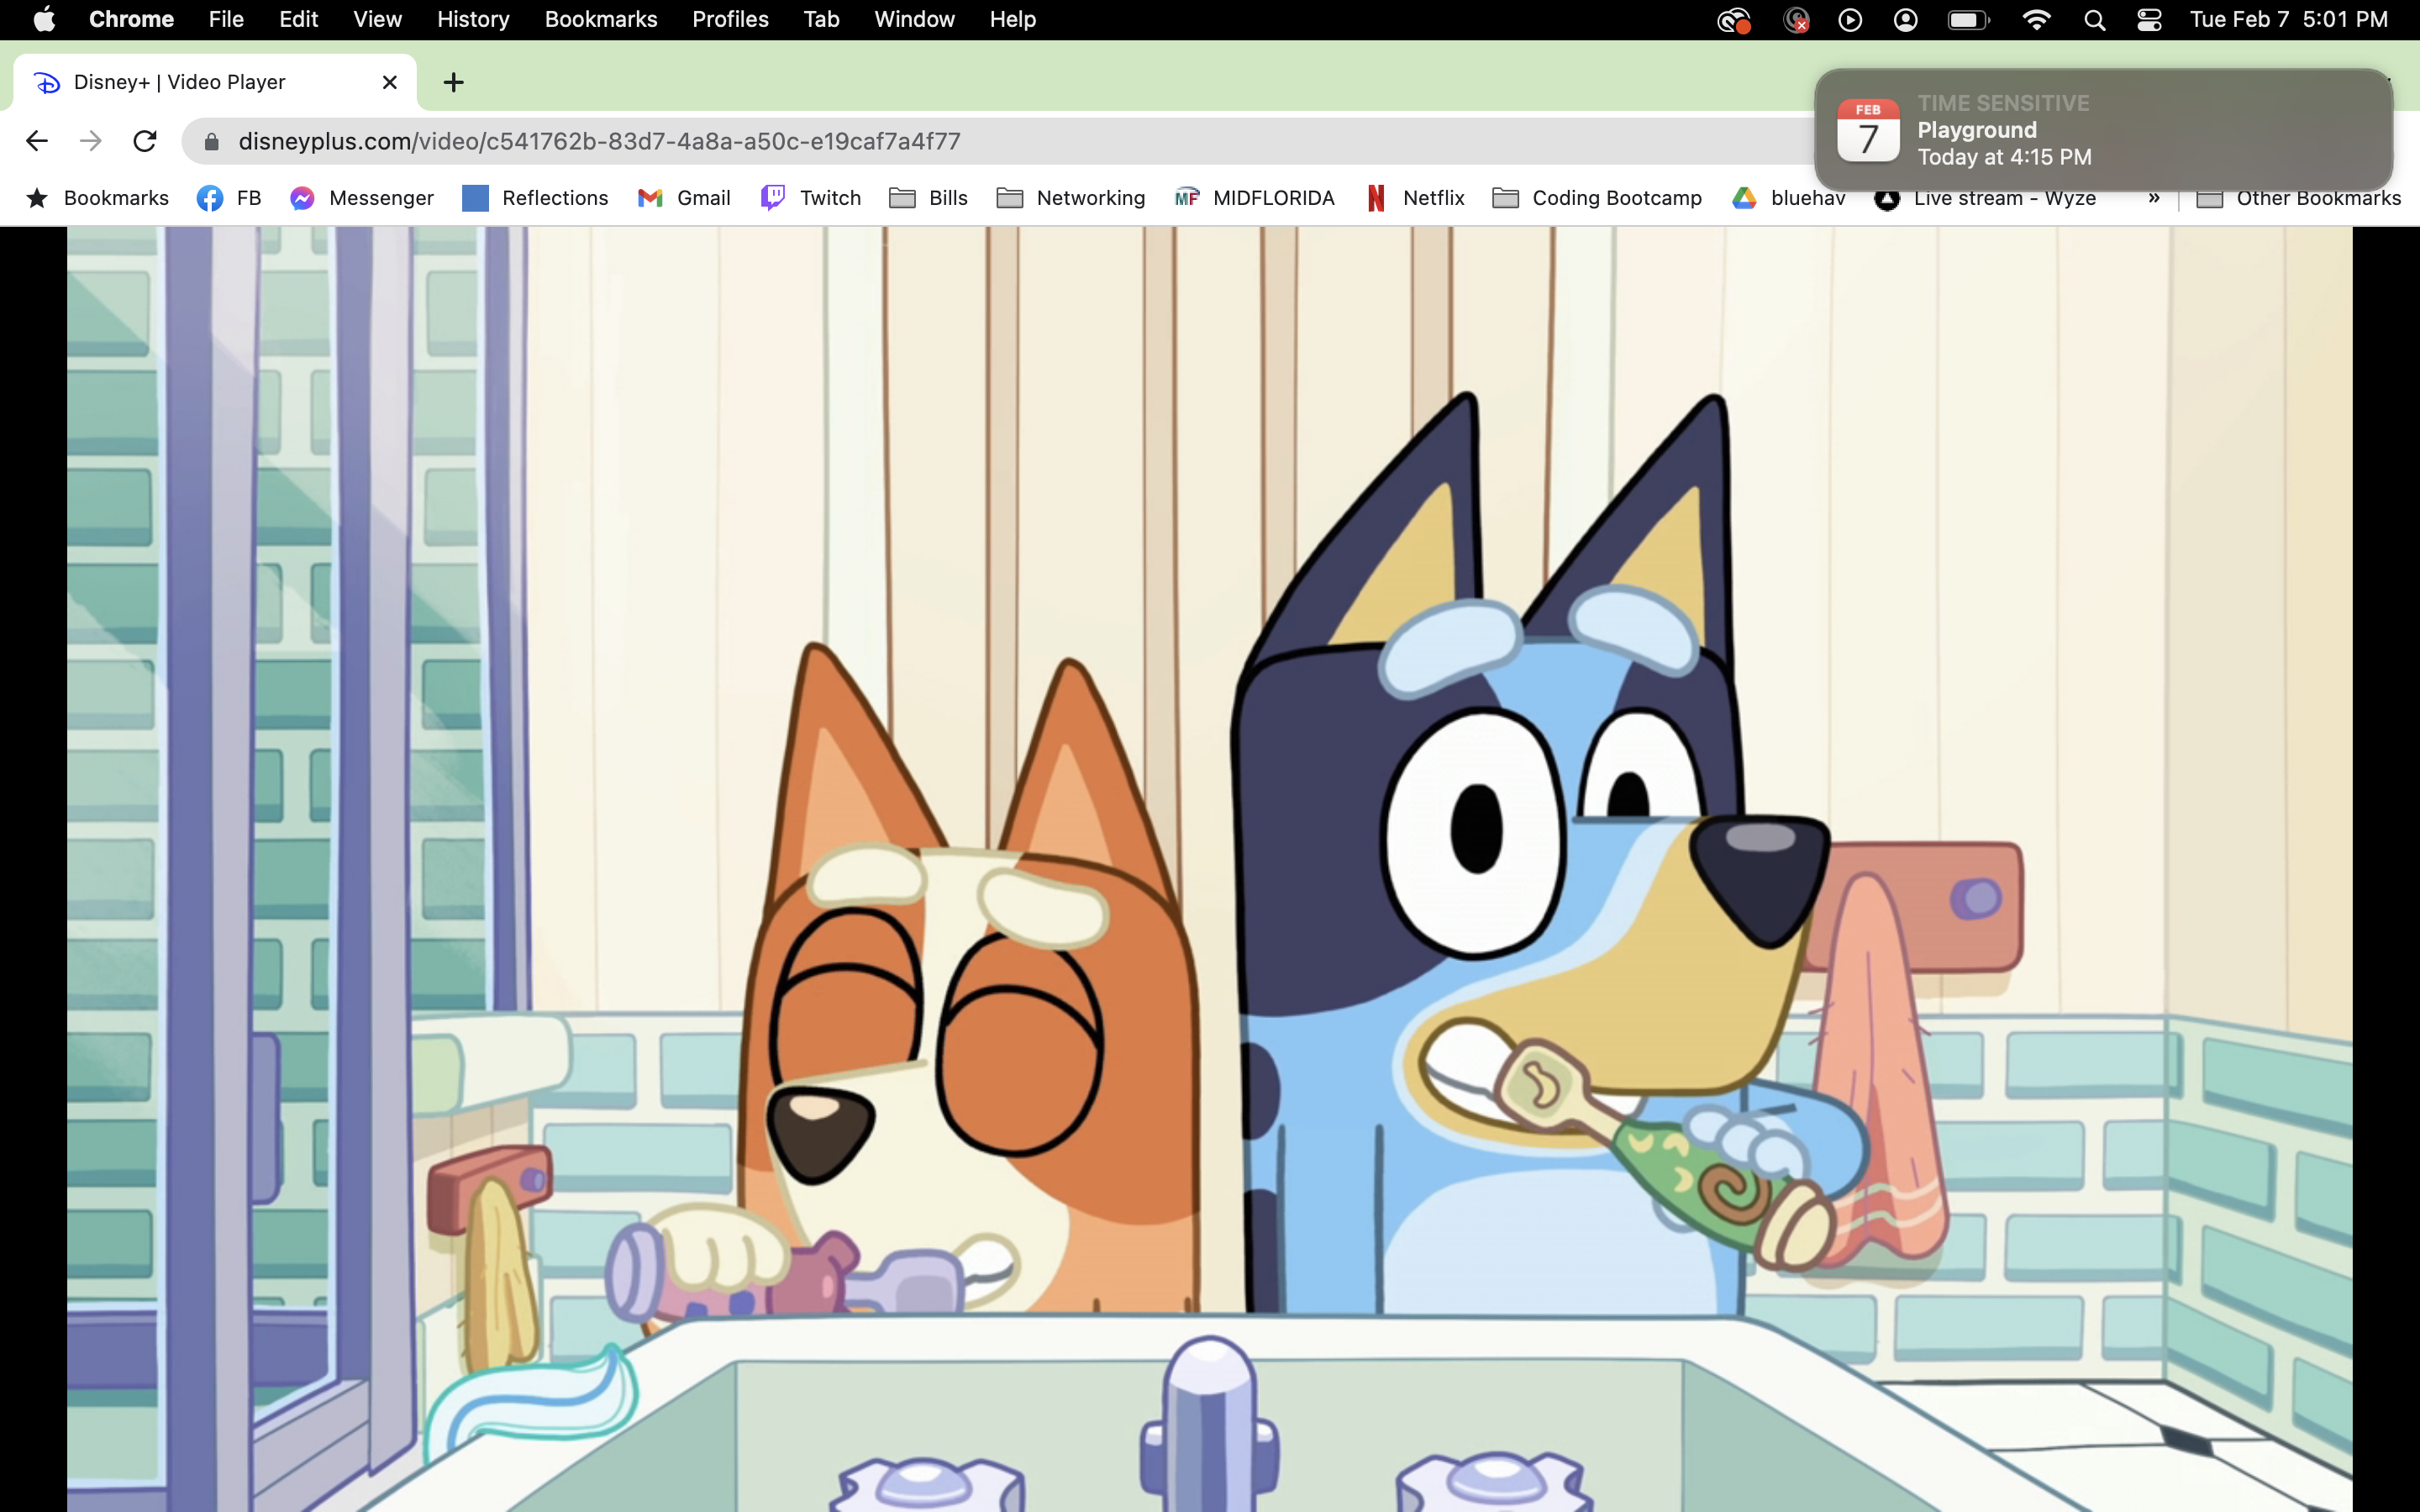 Chrome File Edit View History Bookmarks Profiles Tab Window Help Tue Feb 7 5:01 PM
Disney+ | Video Player
disneyplus.com/video/c541762b-83d7-4a8a-a50c-e19caf7a4f77
FEB
7
TIME SENSITIVE
Playground
Today at 4:15 PM
Bookmarks FB Messenger Reflections Gmail Twitch Bills Networking MF MIDFLORIDA Netflix Coding Bootcamp bluehav Live stream - Wyze » Other Bookmarks